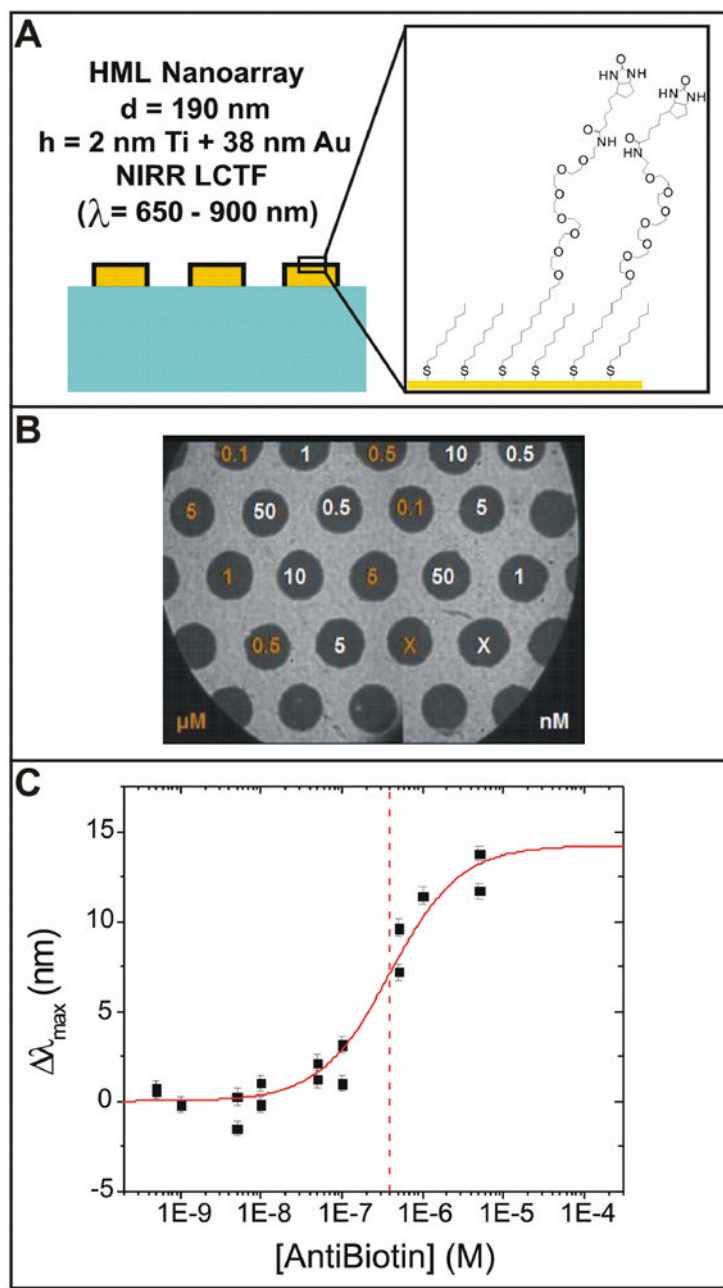 A
HML Nanoarray
d = 190 nm
h = 2 nm Ti + 38 nm Au
NIRR LCTF
(λ= 650 - 900 nm)
O
HN NH
O
HN NH
O
NH
O
HN
O
O
O
O
O
O
O
O
O
O
O
O
S S S S S S
B
0.1 1 0.5 10 0.5
5 50 0.5 0.1 5
1 10 5 50 1
0.5 5 X X
µM nM
C
15
10
5
0
-5
Δλmax (nm)
1E-9 1E-8 1E-7 1E-6 1E-5 1E-4
[AntiBiotin] (M)